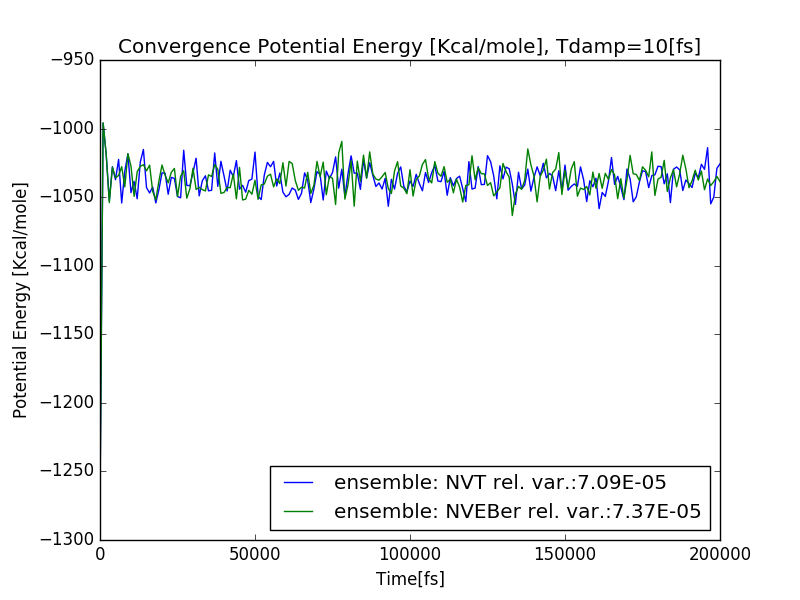 Convergence Potential Energy [Kcal/mole], Tdamp=10[fs]
Potential Energy [Kcal/mole]
−950
−1000
−1050
−1100
−1150
−1200
−1250
−1300
ensemble: NVT rel. var.:7.09E-05
ensemble: NVEBer rel. var.:7.37E-05
0 50000 100000 150000 200000
Time[fs]